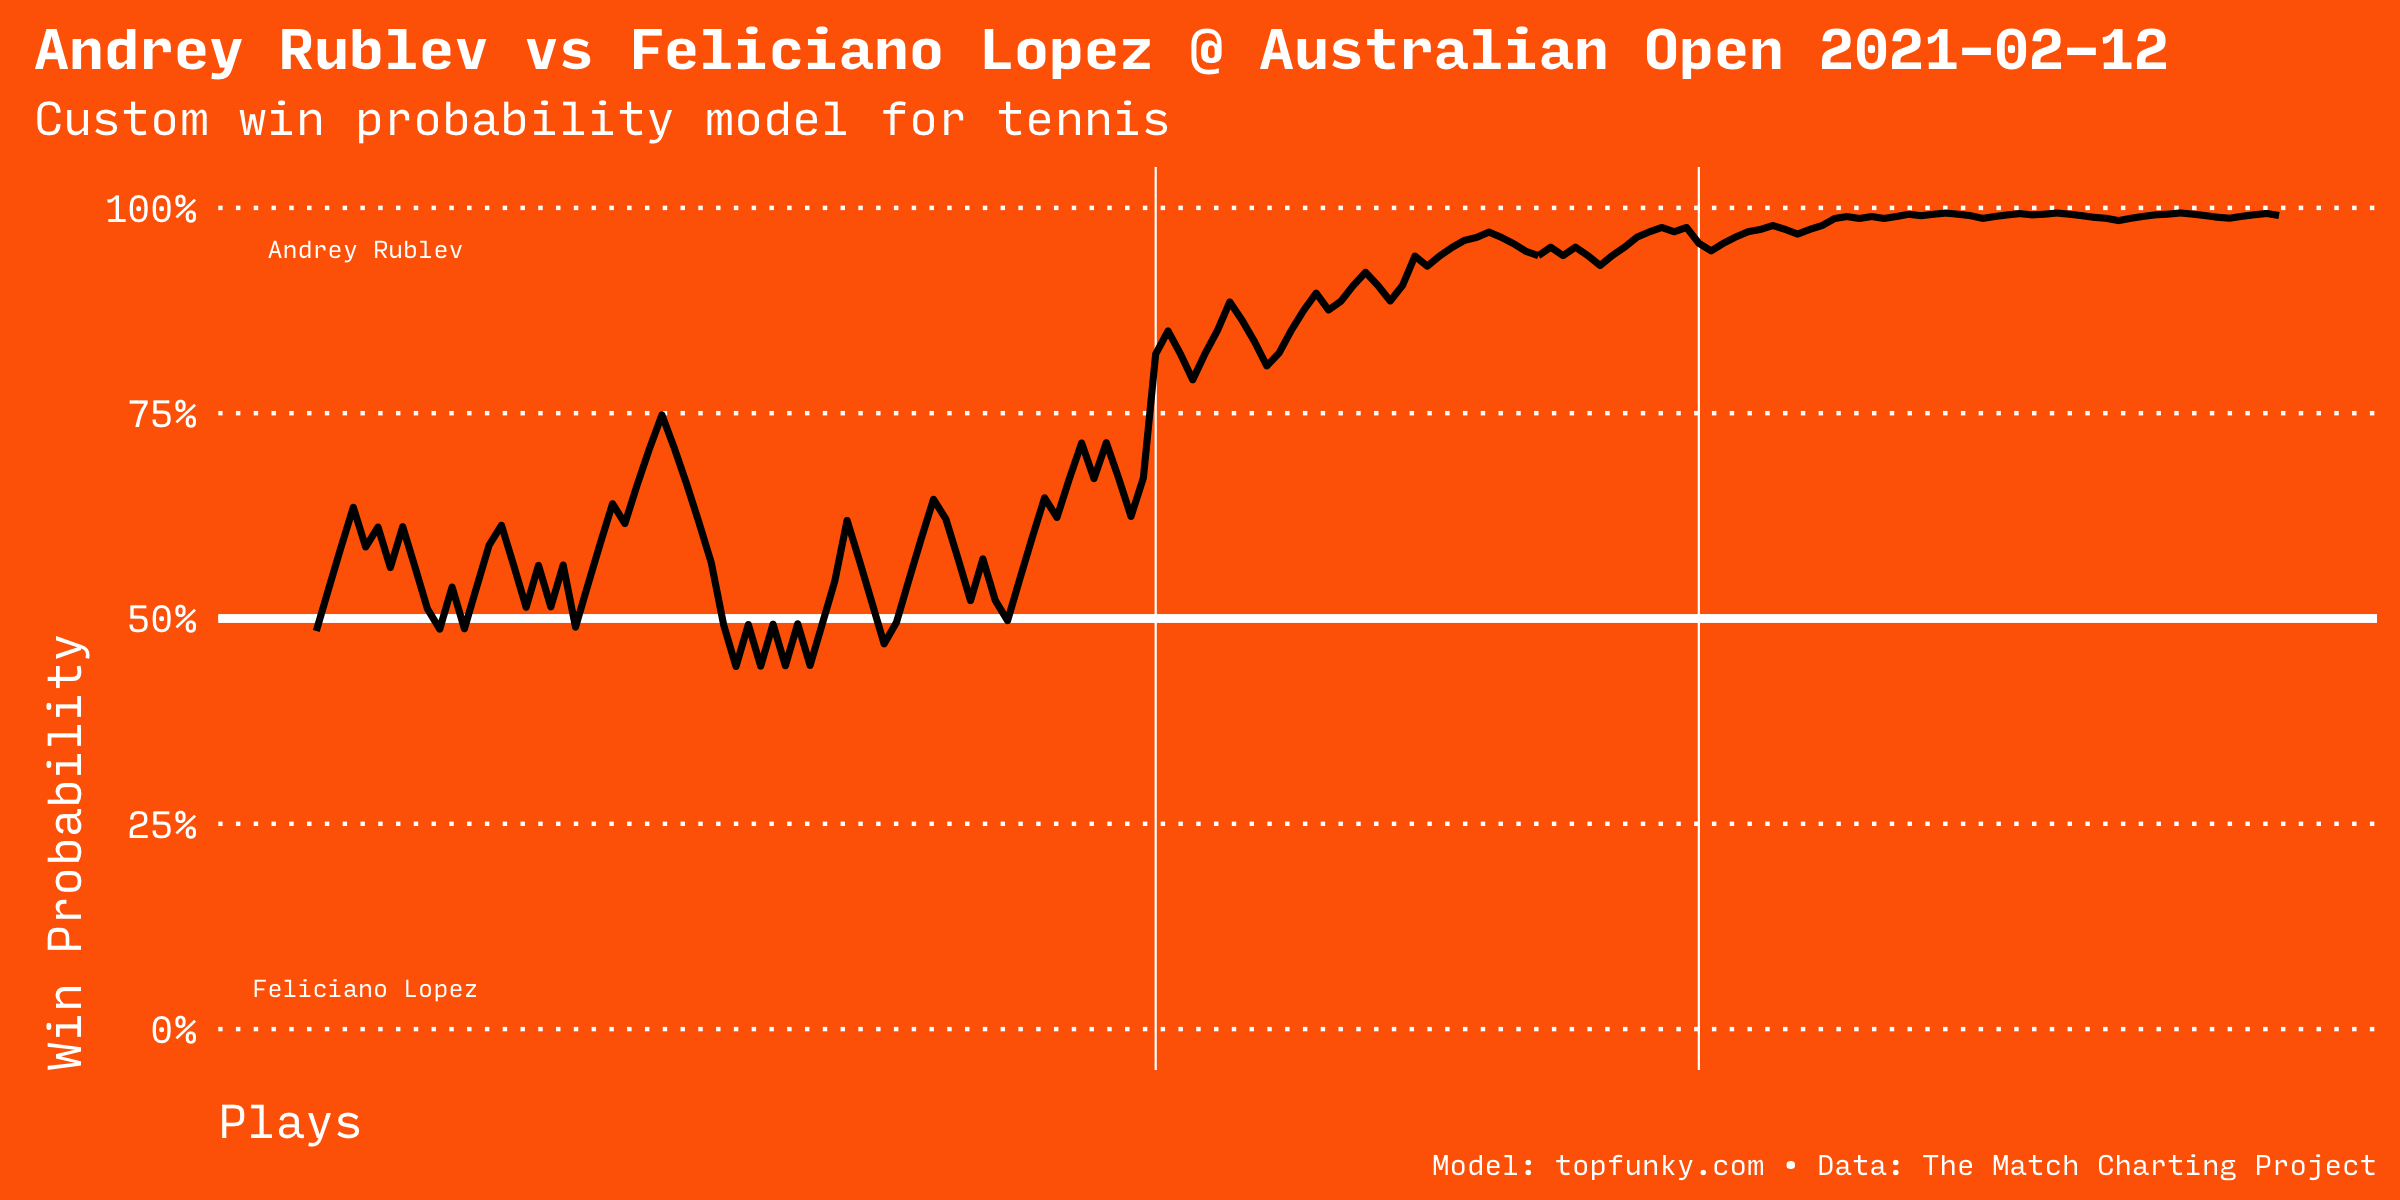 Andrey Rublev vs Feliciano Lopez @ Australian Open 2021-02-12
Custom win probability model for tennis
100%
Andrey Rublev
75%
50%
25%
Feliciano Lopez
0%
Win Probability
Plays
Model: topfunky.com • Data: The Match Charting Project